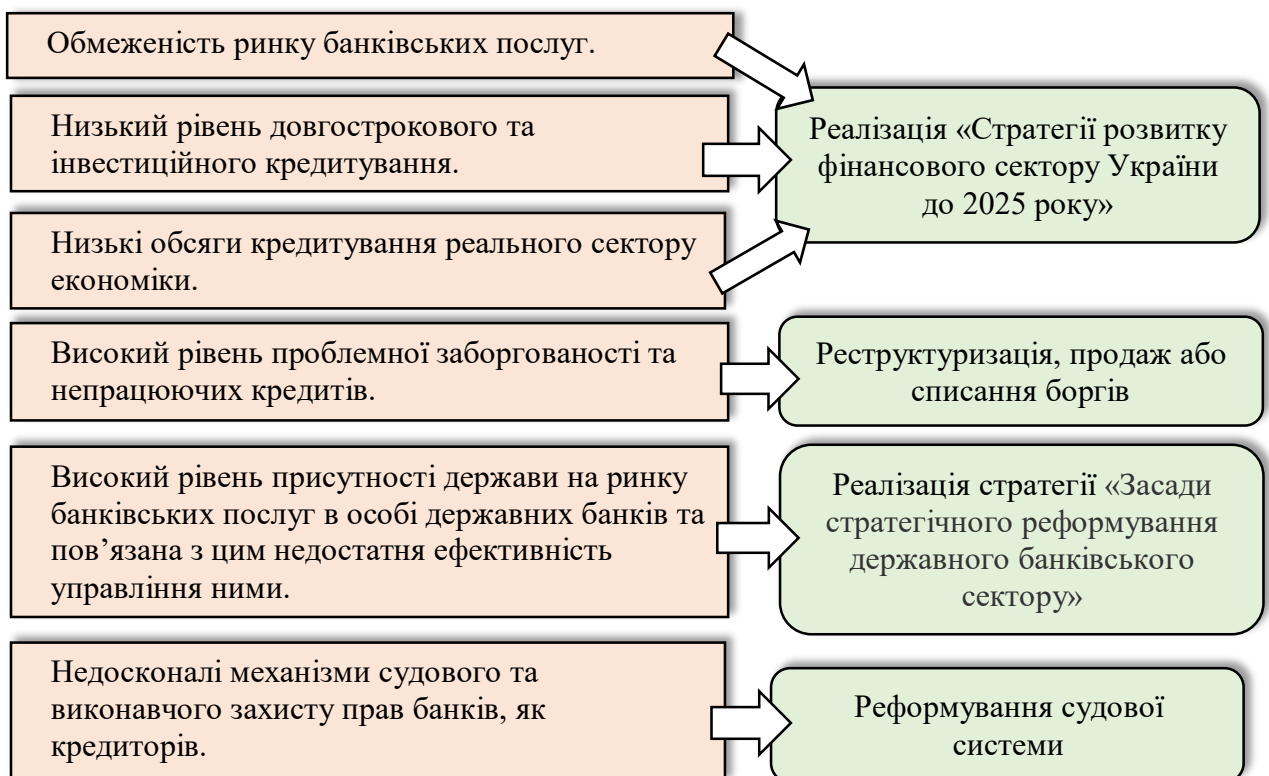 Обмеженість ринку банківських послуг.
Низький рівень довгострокового та
інвестиційного кредитування.
Низькі обсяги кредитування реального сектору
економіки.
Реалізація «Стратегії розвитку
фінансового сектору України
до 2025 року»
Високий рівень проблемної заборгованості та
непрацюючих кредитів.
Реструктуризація, продаж або
списання боргів
Високий рівень присутності держави на ринку
банківських послуг в особі державних банків та
пов’язана з цим недостатня ефективність
управління ними.
Реалізація стратегії «Засади
стратегічного реформування
державного банківського
сектору»
Недосконалі механізми судового та
виконавчого захисту прав банків, як
кредиторів.
Реформування судової
системи